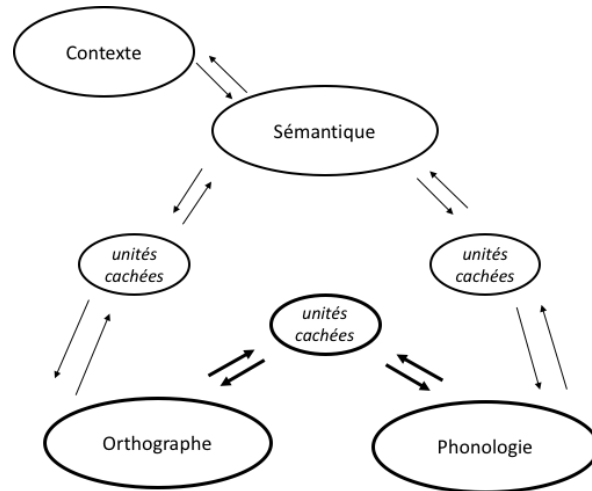 Contexte
Sémantique
unités
cachées
unités
cachées
unités
cachées
Orthographe
Phonologie